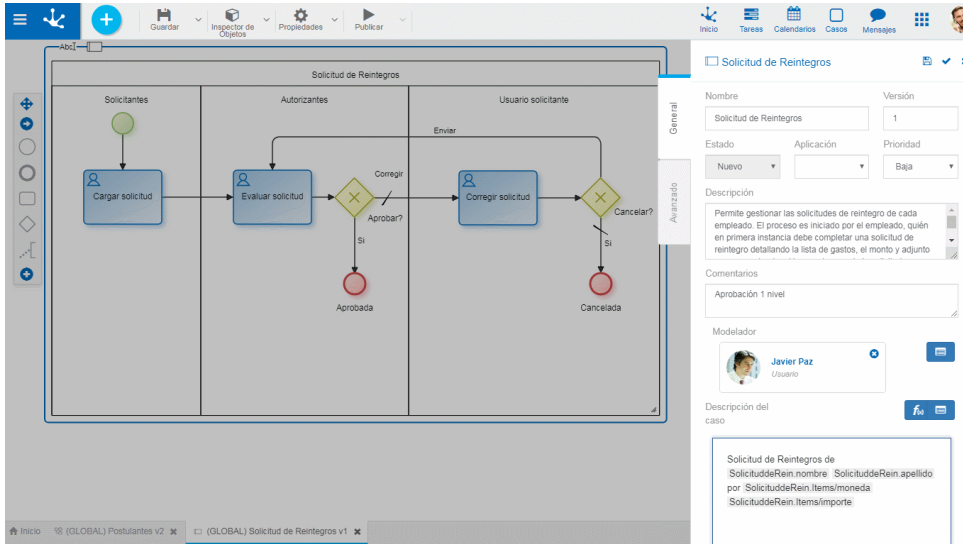 Guardar
Inspector de
Objetos
Propiedades
Publicar
Inicio
Tareas
Calendarios
Casos
Mensajes
AbcI
Solicitud de Reintegros
Solicitantes
Autorizantes
Usuario solicitante
Enviar
Cargar solicitud
Evaluar solicitud
Corregir
Aprobar?
Corregir solicitud
Cancelar?
Si
Si
Aprobada
Cancelada
General
Avanzado
Solicitud de Reintegros
Nombre
Versión
Solicitud de Reintegros
1
Estado
Aplicación
Prioridad
Nuevo
Baja
Descripción
Permite gestionar las solicitudes de reintegro de cada
empleado. El proceso es iniciado por el empleado, quién
en primera instancia debe completar una solicitud de
reintegro detallando la lista de gastos, el monto y adjunto
Comentarios
Aprobación 1 nivel
Modelador
Javier Paz
Usuario
Descripción del
caso
Solicitud de Reintegros de
SolicituddeRein.nombre SolicituddeRein.apellido
por SolicituddeRein.Items/moneda
SolicituddeRein.Items/importe
Inicio
(GLOBAL) Postulantes v2
(GLOBAL) Solicitud de Reintegros v1